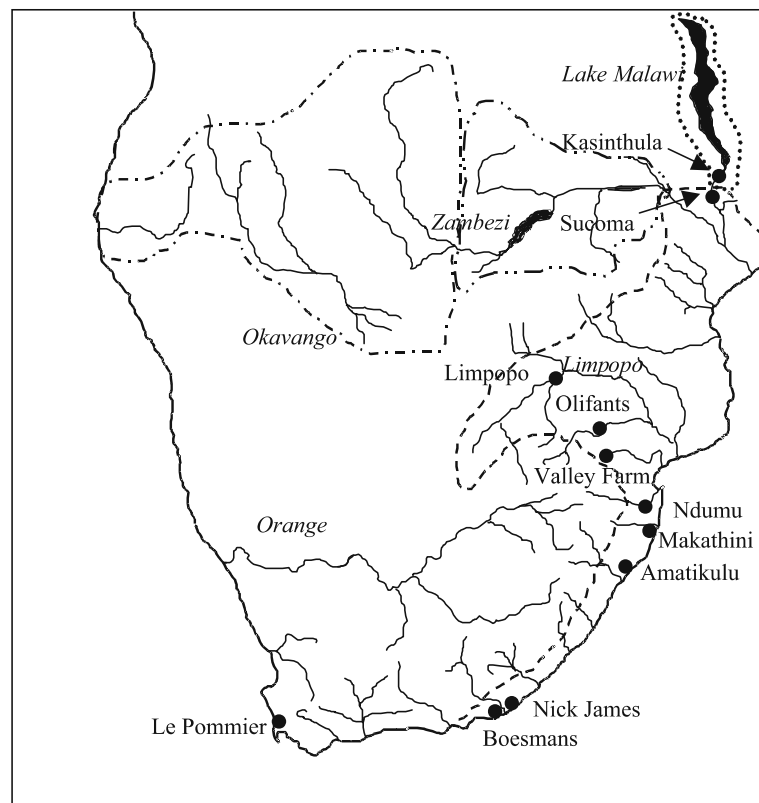 Lake Malawi
Kasinthula
Zambezi
Sucoma
Okavango
Limpopo
Limpopo
Olifants
Valley Farm
Ndumu
Orange
Makathini
Amatikulu
Nick James
Le Pommier
Boesmans